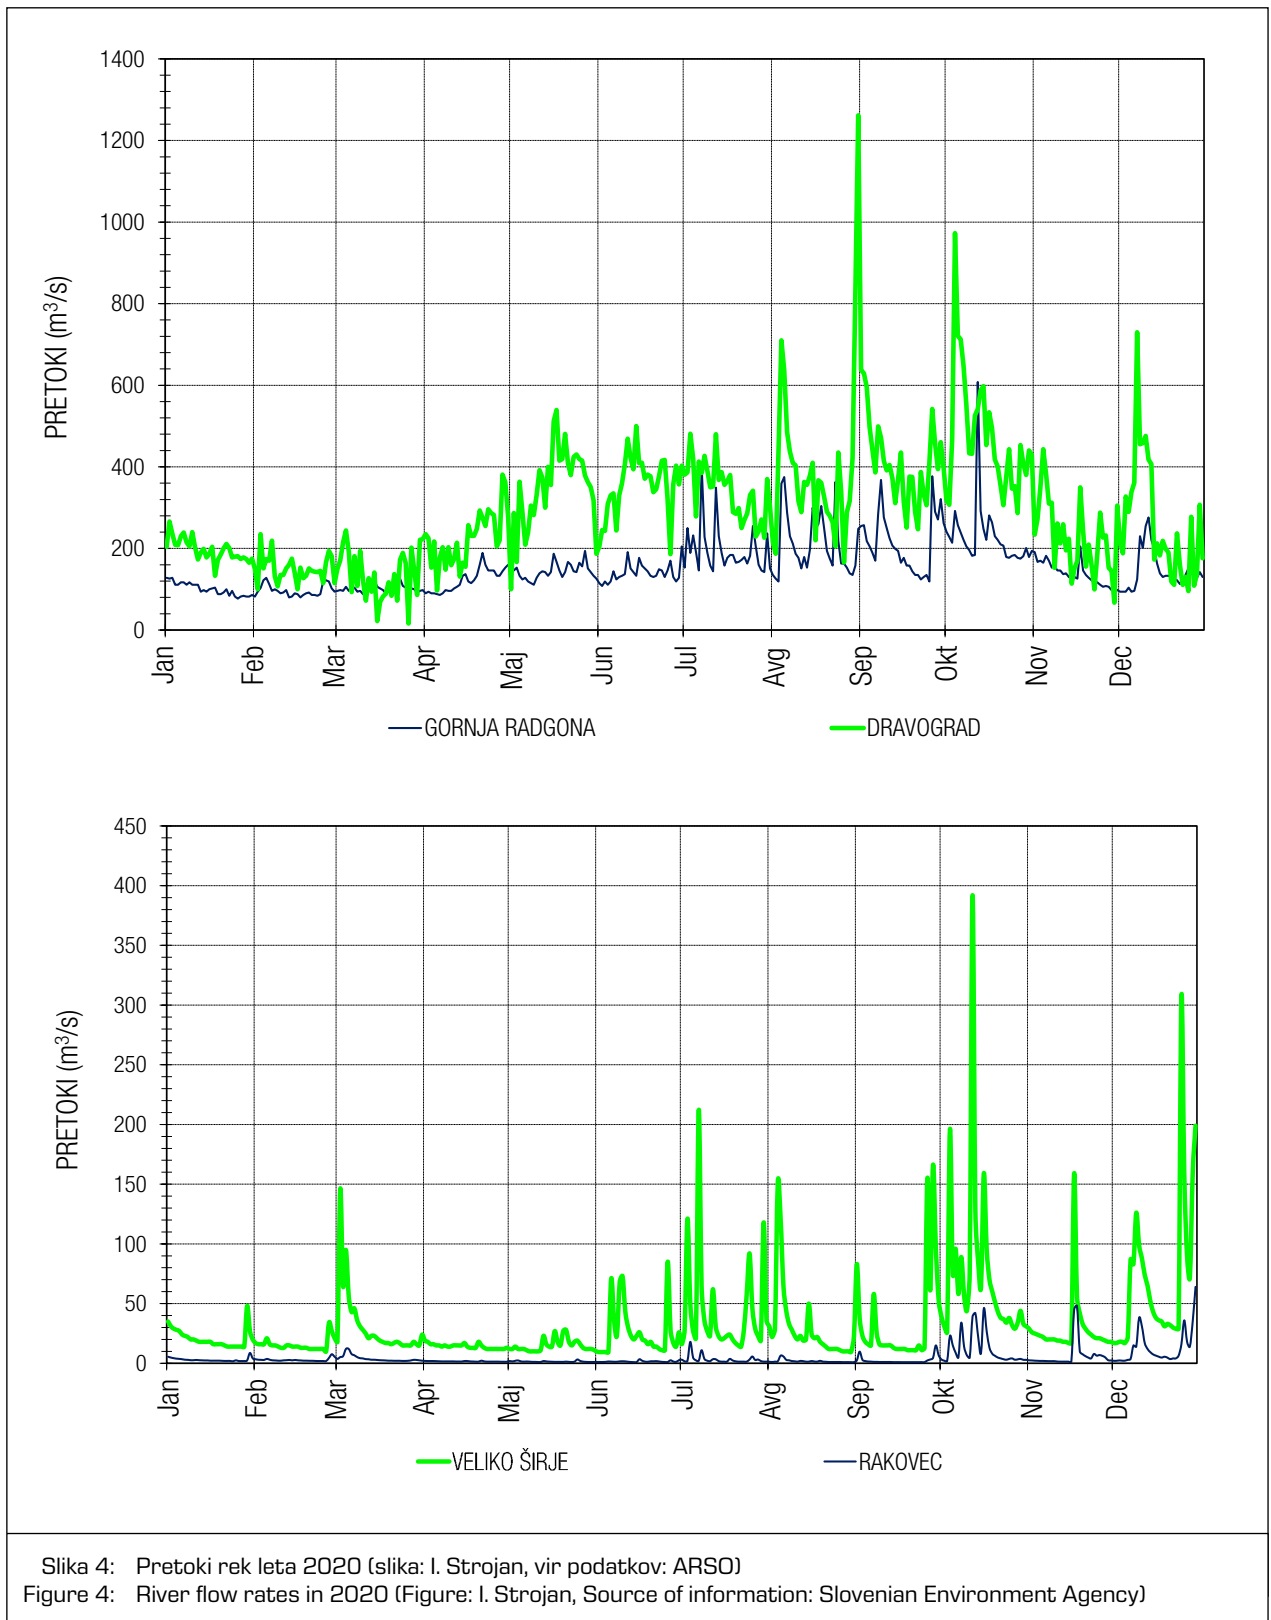 1400
1200
1000
800
600
400
200
0
PRETOKI (m³/s)
Jan
Feb
Mar
Apr
Maj
Jun
Jul
Avg
Sep
Okt
Nov
Dec
GORNJA RADGONA
DRAVOGRAD
450
400
350
300
250
200
150
100
50
0
PRETOKI (m³/s)
Jan
Feb
Mar
Apr
Maj
Jun
Jul
Avg
Sep
Okt
Nov
Dec
VELIKO ŠIRJE
RAKOVEC
Slika 4: Pretoki rek leta 2020 (slika: I. Strojan, vir podatkov: ARSO)
Figure 4: River flow rates in 2020 (Figure: I. Strojan, Source of information: Slovenian Environment Agency)